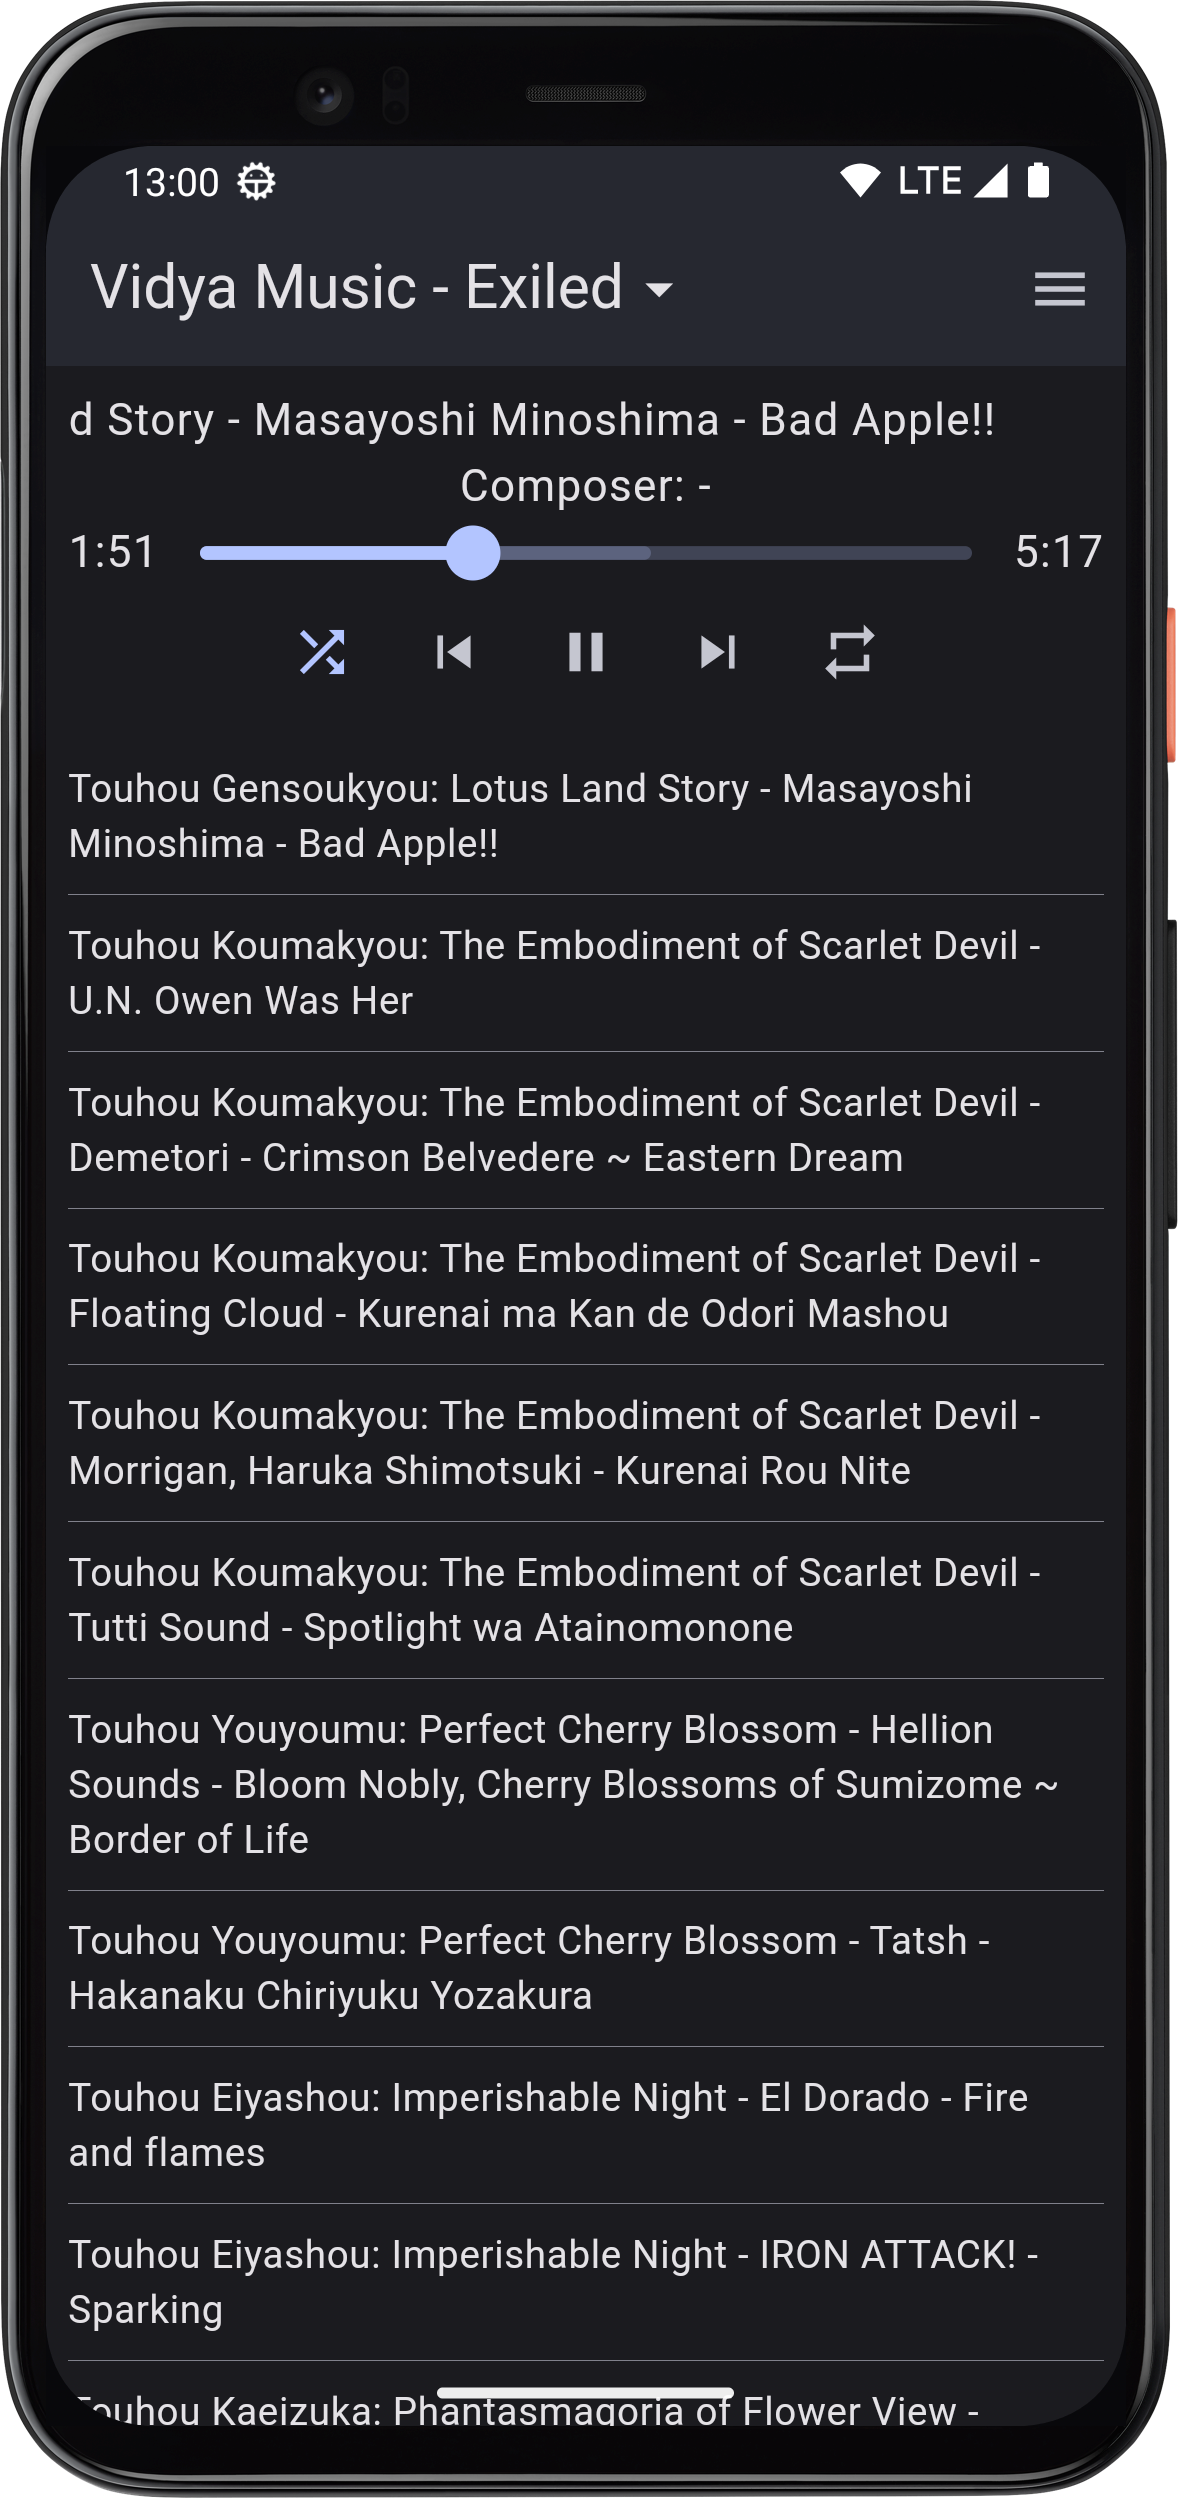 13:00 LTE
Vidya Music - Exiled
d Story - Masayoshi Minoshima - Bad Apple!!
Composer: -
1:51 5:17
Touhou Gensoukyou: Lotus Land Story - Masayoshi
Minoshima - Bad Apple!!
Touhou Koumakyou: The Embodiment of Scarlet Devil -
U.N. Owen Was Her
Touhou Koumakyou: The Embodiment of Scarlet Devil -
Demetori - Crimson Belvedere ~ Eastern Dream
Touhou Koumakyou: The Embodiment of Scarlet Devil -
Floating Cloud - Kurenai ma Kan de Odori Mashou
Touhou Koumakyou: The Embodiment of Scarlet Devil -
Morrigan, Haruka Shimotsuki - Kurenai Rou Nite
Touhou Koumakyou: The Embodiment of Scarlet Devil -
Tutti Sound - Spotlight wa Atainomonone
Touhou Youyoumu: Perfect Cherry Blossom - Hellion
Sounds - Bloom Nobly, Cherry Blossoms of Sumizome ~
Border of Life
Touhou Youyoumu: Perfect Cherry Blossom - Tatsh -
Hakanaku Chiriyuku Yozakura
Touhou Eiyashou: Imperishable Night - El Dorado - Fire
and flames
Touhou Eiyashou: Imperishable Night - IRON ATTACK! -
Sparking
Touhou Kaeizuka: Phantasmagoria of Flower View -